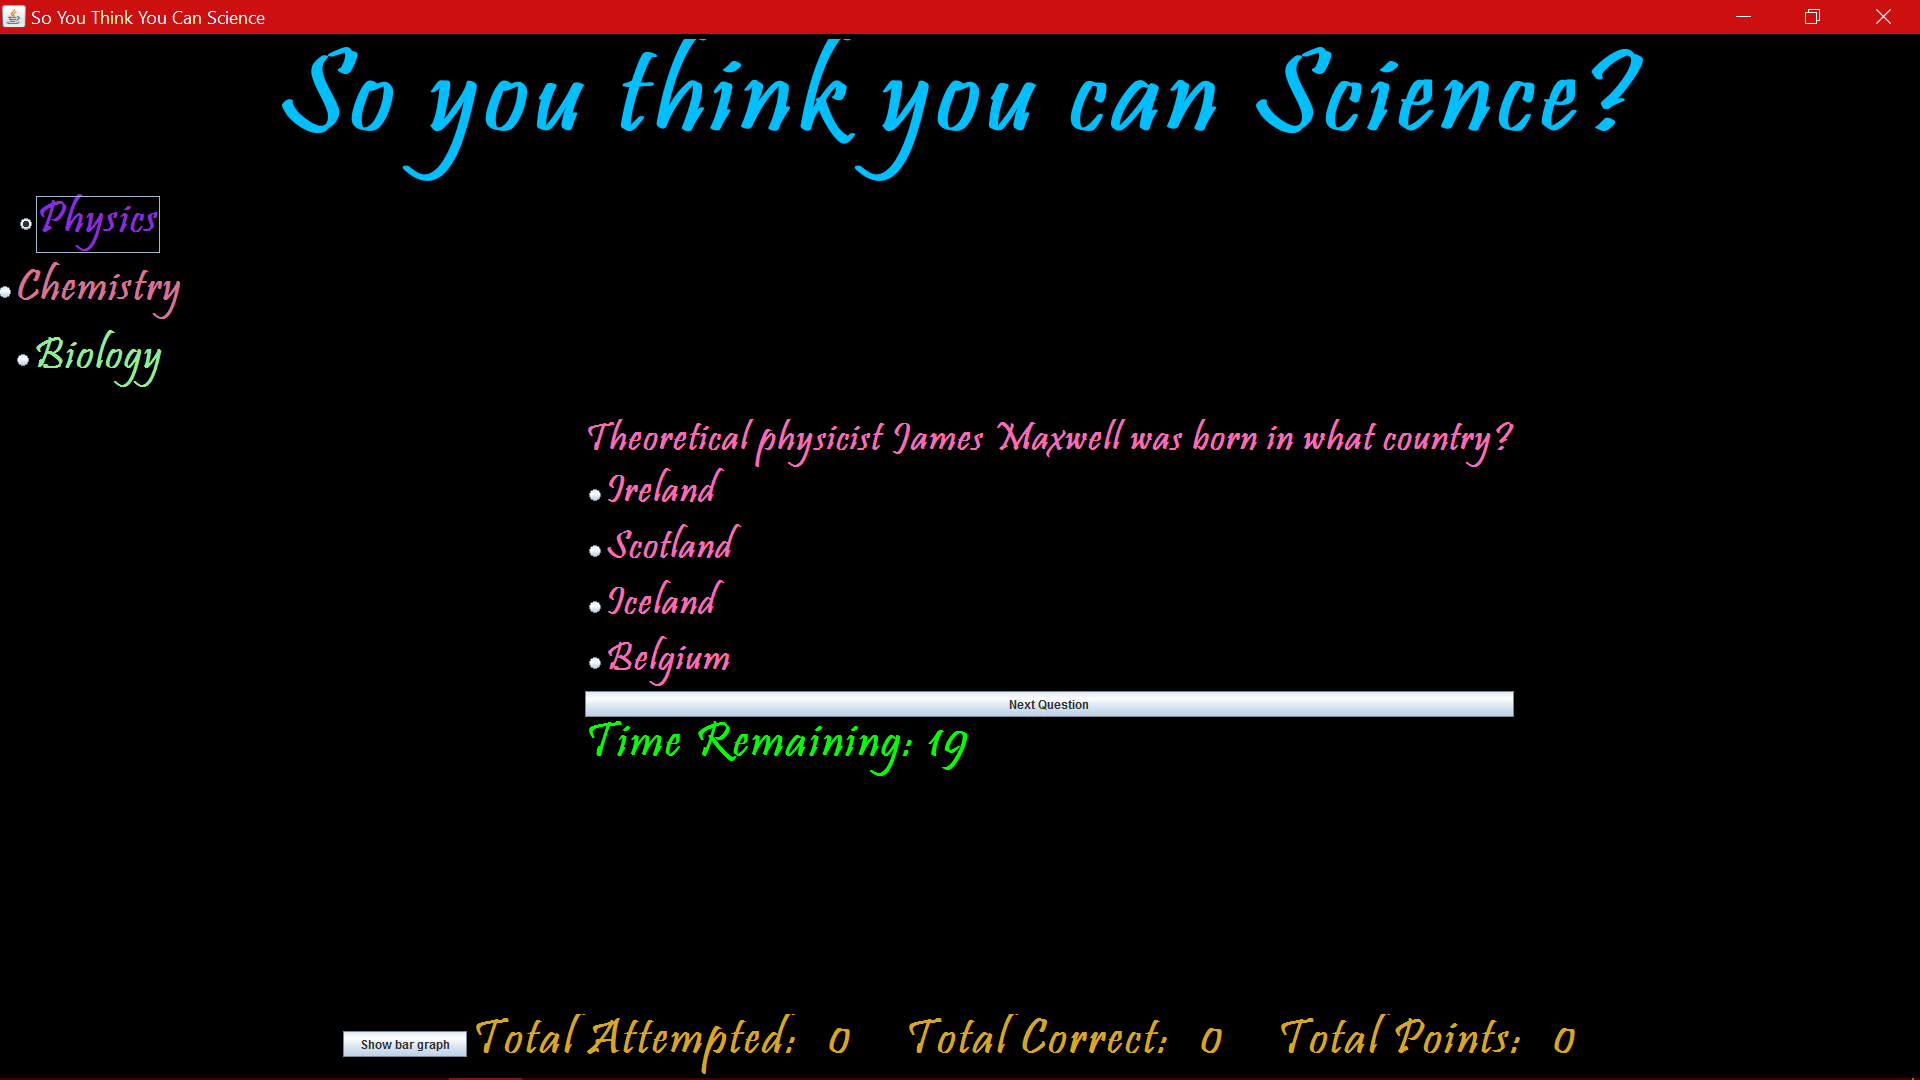 So You Think You Can Science
So you think you can Science?
Physics
Chemistry
Biology
Theoretical physicist James Maxwell was born in what country?
Ireland
Scotland
Iceland
Belgium
Next Question
Time Remaining: 19
Show bar graph Total Attempted: 0 Total Correct: 0 Total Points: 0